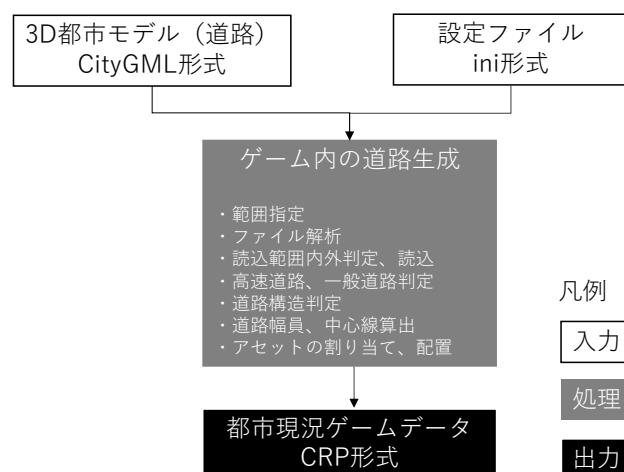 3D都市モデル（道路）
CityGML形式
設定ファイル
ini形式
ゲーム内の道路生成
・範囲指定
・ファイル解析
・読込範囲内外判定、読込
・高速道路、一般道路判定
・道路構造判定
・道路幅員、中心線算出
・アセットの割り当て、配置
都市現況ゲームデータ
CRP形式
凡例
入力
処理
出力